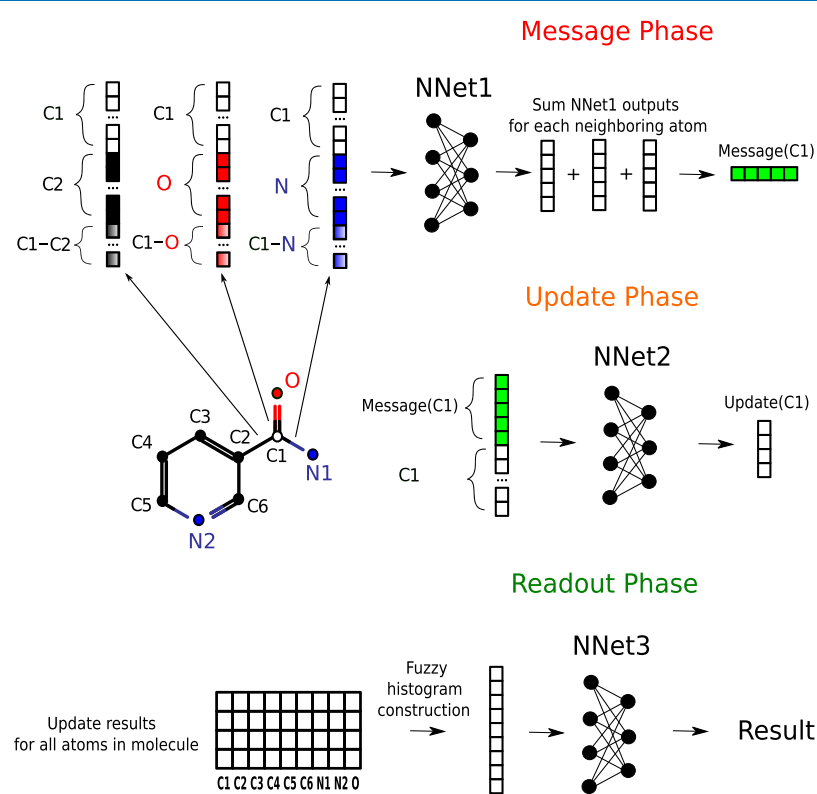 Message Phase
NNet1
Sum NNet1 outputs
for each neighboring atom
Message(C1)
C1
C1
C1
...
...
...
C2
O
N
...
...
...
C1–C2
C1–O
C1–N
...
...
...
+
+
Update Phase
NNet2
Message(C1)
Update(C1)
C1
...
O
C3
C2
C4
C1
N1
C5
C6
N2
Readout Phase
NNet3
Fuzzy
histogram
construction
Update results
for all atoms in molecule
Result
C1 C2 C3 C4 C5 C6 N1 N2 O